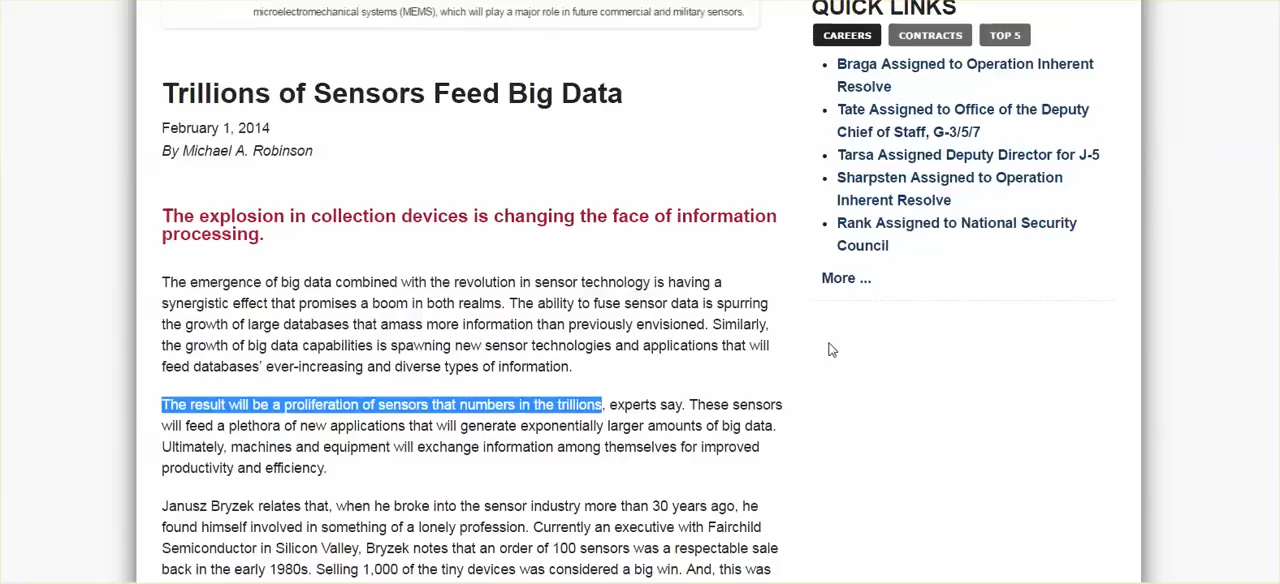 microelectromechanical systems (MEMS), which will play a major role in future commercial and military sensors.
Trillions of Sensors Feed Big Data
February 1, 2014
By Michael A. Robinson
The explosion in collection devices is changing the face of information
processing.
The emergence of big data combined with the revolution in sensor technology is having a
synergistic effect that promises a boom in both realms. The ability to fuse sensor data is spurring
the growth of large databases that amass more information than previously envisioned. Similarly,
the growth of big data capabilities is spawning new sensor technologies and applications that will
feed databases’ ever-increasing and diverse types of information.
The result will be a proliferation of sensors that numbers in the trillions, experts say. These sensors
will feed a plethora of new applications that will generate exponentially larger amounts of big data.
Ultimately, machines and equipment will exchange information among themselves for improved
productivity and efficiency.
Janusz Bryzek relates that, when he broke into the sensor industry more than 30 years ago, he
found himself involved in something of a lonely profession. Currently an executive with Fairchild
Semiconductor in Silicon Valley, Bryzek notes that an order of 100 sensors was a respectable sale
back in the early 1980s. Selling 1,000 of the tiny devices was considered a big win. And, this was
QUICK LINKS
CAREERS CONTRACTS TOP 5
Braga Assigned to Operation Inherent
Resolve
Tate Assigned to Office of the Deputy
Chief of Staff, G-3/5/7
Tarsa Assigned Deputy Director for J-5
Sharpsten Assigned to Operation
Inherent Resolve
Rank Assigned to National Security
Council
More ...